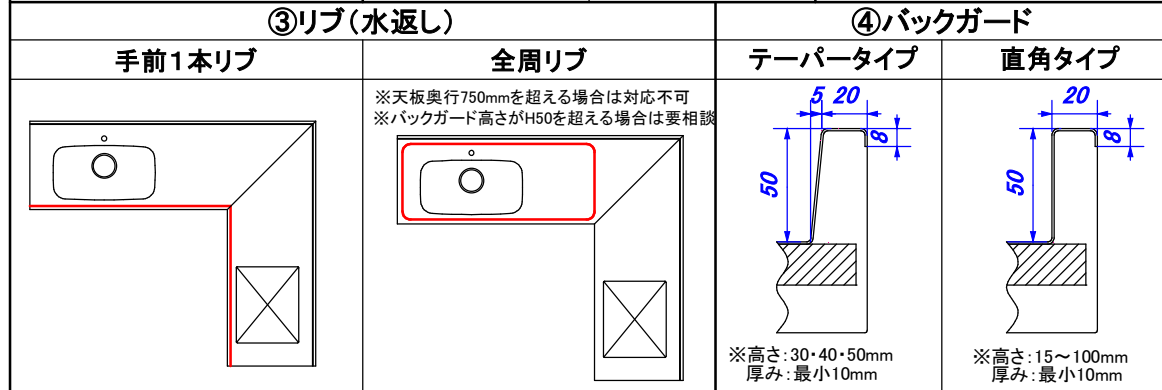 ③リブ(水返し)
④バックガード
手前1本リブ
全周リブ
テーパータイプ
直角タイプ
※天板奥行750mmを超える場合は対応不可
※バックガード高さがH50を超える場合は要相談
5 20
8
50
20
8
50
※高さ:30・40・50mm
厚み:最小10mm
※高さ:15～100mm
厚み:最小10mm